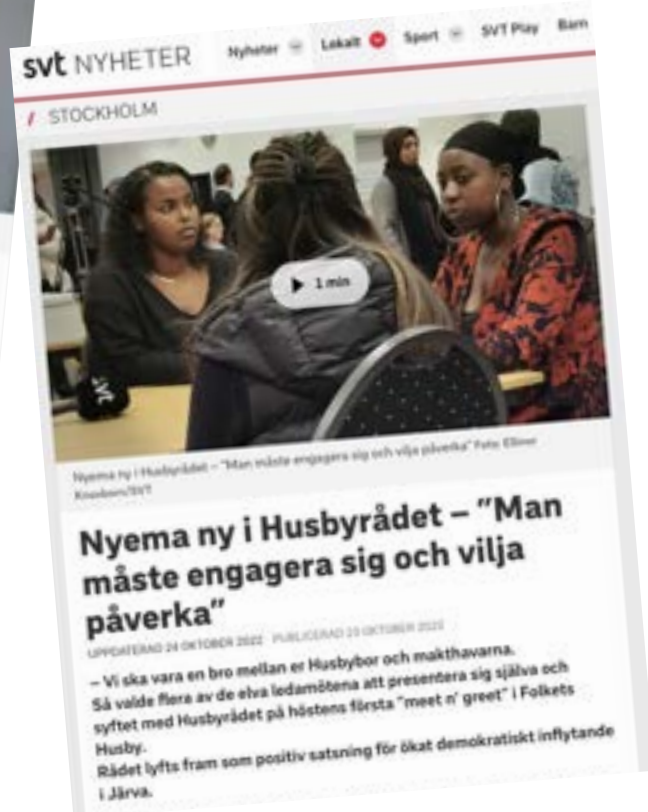 svt NYHETER Nyheter Lokalt Sport SVT Play Barn
/ STOCKHOLM
1 min
svt
Nyema ny i Husbyrådet – "Man måste engagera sig och vilja påverka" Foto:
Nyema ny i Husbyrådet – "Man
måste engagera sig och vilja
påverka"
UPPDATERAD 24 OKTOBER 2022 PUBLICERAD 23 OKTOBER 2022
– Vi ska vara en bro mellan er Husbybor och makthavarna.
Så valde flera av de elva ledamötena att presentera sig själva och
syftet med Husbyrådet på höstens första "meet n' greet" i Folkets
Husby.
Rådet lyfts fram som positiv satsning för ökat demokratiskt inflytande
i Järva.